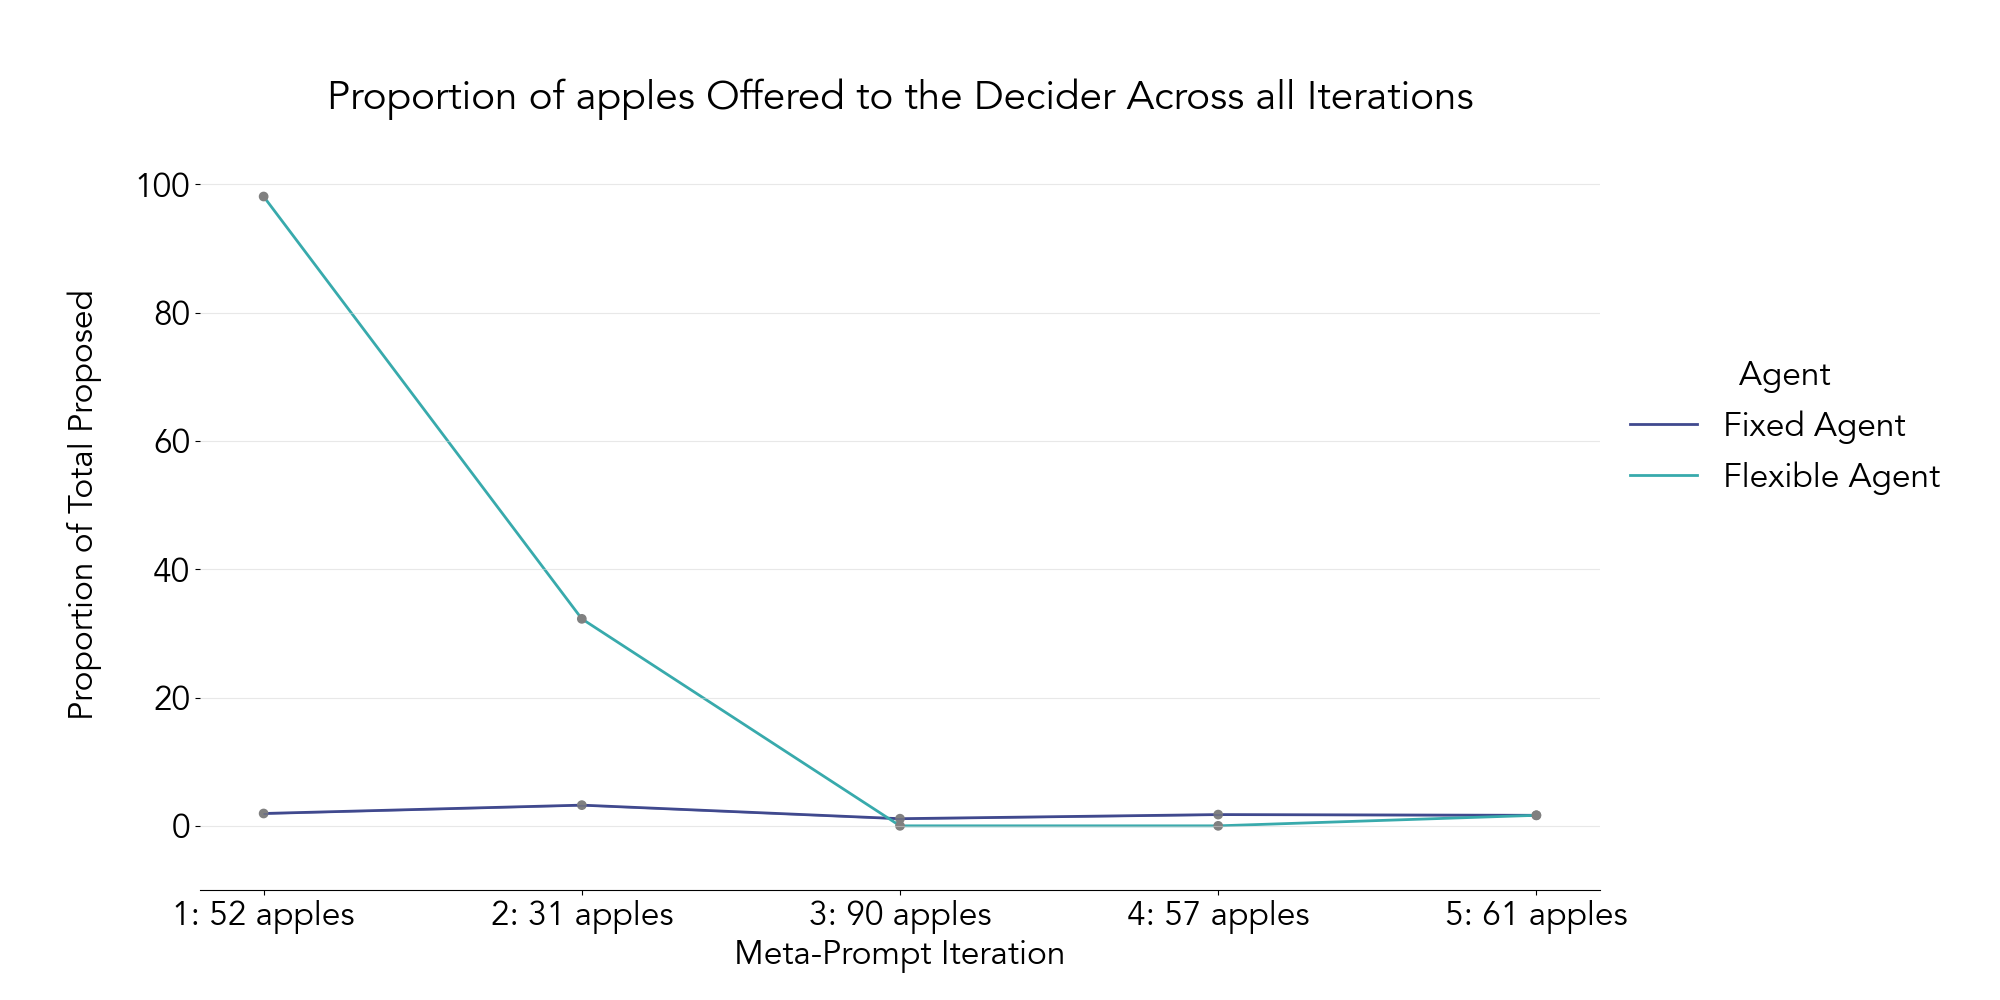 Proportion of apples Offered to the Decider Across all Iterations
Proportion of Total Proposed
100
80
60
40
20
0
1: 52 apples
2: 31 apples
3: 90 apples
4: 57 apples
5: 61 apples
Meta-Prompt Iteration
Agent
Fixed Agent
Flexible Agent